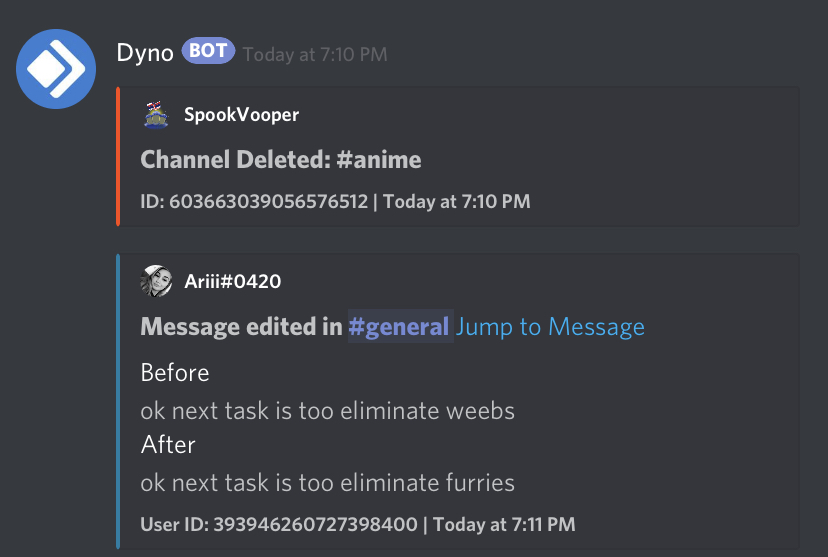 Dyno BOT Today at 7:10 PM
SpookVooper
Channel Deleted: #anime
ID: 603663039056576512 | Today at 7:10 PM
Ariii#0420
Message edited in #general Jump to Message
Before
ok next task is too eliminate weebs
After
ok next task is too eliminate furries
User ID: 393946260727398400 | Today at 7:11 PM